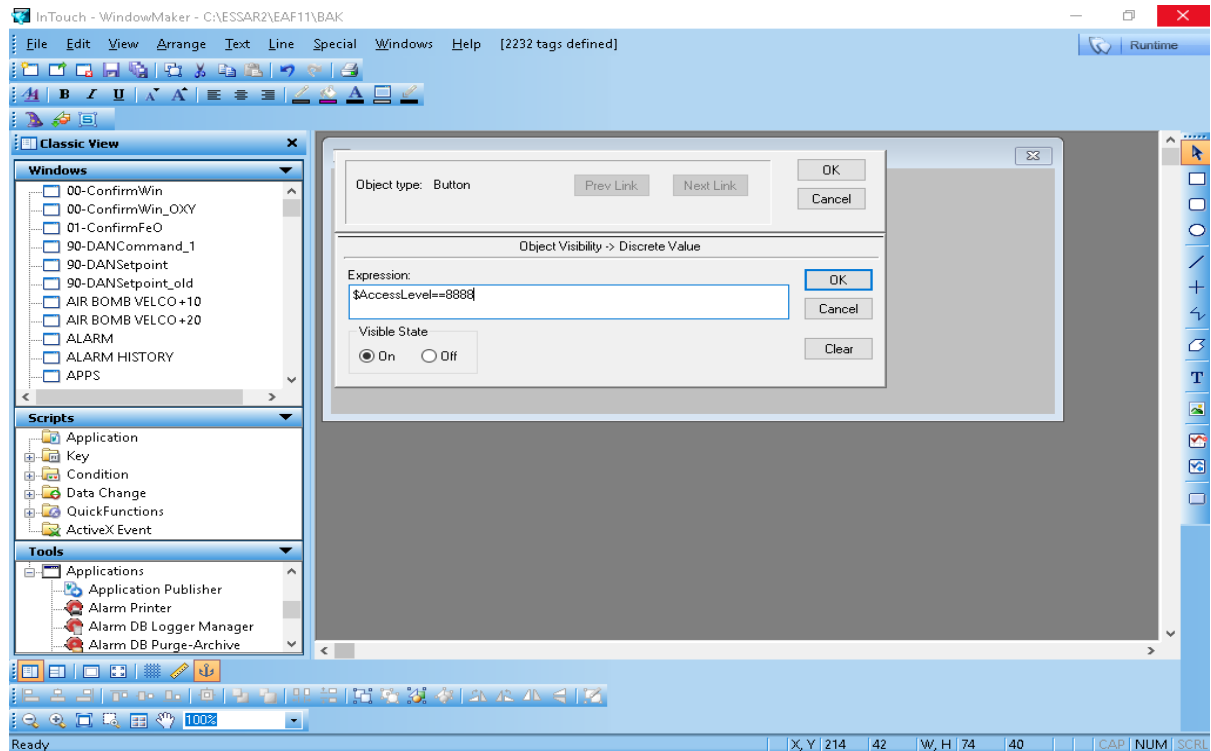 InTouch - WindowMaker - C:\ESSAR2\EAF11\BAK
File Edit View Arrange Text Line Special Windows Help [2232 tags defined]
Runtime
B I U A A A
Classic View
Windows
00-ConfirmWin
00-ConfirmWin_OXY
01-ConfirmFeO
90-DANCommand_1
90-DANSetpoint
90-DANSetpoint_old
AIR BOMB VELCO+10
AIR BOMB VELCO+20
ALARM
ALARM HISTORY
APPS
Scripts
Application
Key
Condition
Data Change
QuickFunctions
ActiveX Event
Tools
Applications
Application Publisher
Alarm Printer
Alarm DB Logger Manager
Alarm DB Purge-Archive
Object type: Button
Prev Link
Next Link
OK
Cancel
Object Visibility -> Discrete Value
Expression:
$AccessLevel==8888
OK
Cancel
Visible State
On
Off
Clear
T
100%
Ready
X, Y 214 42 W, H 74 40 CAP NUM SCRL